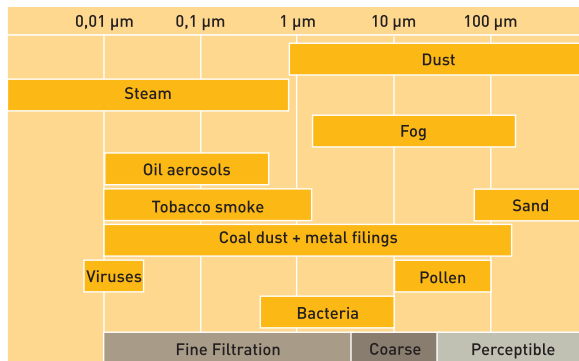 0,01 µm 0,1 µm 1 µm 10 µm 100 µm
Dust
Steam
Fog
Oil aerosols
Tobacco smoke Sand
Coal dust + metal filings
Viruses Pollen
Bacteria
Fine Filtration Coarse Perceptible